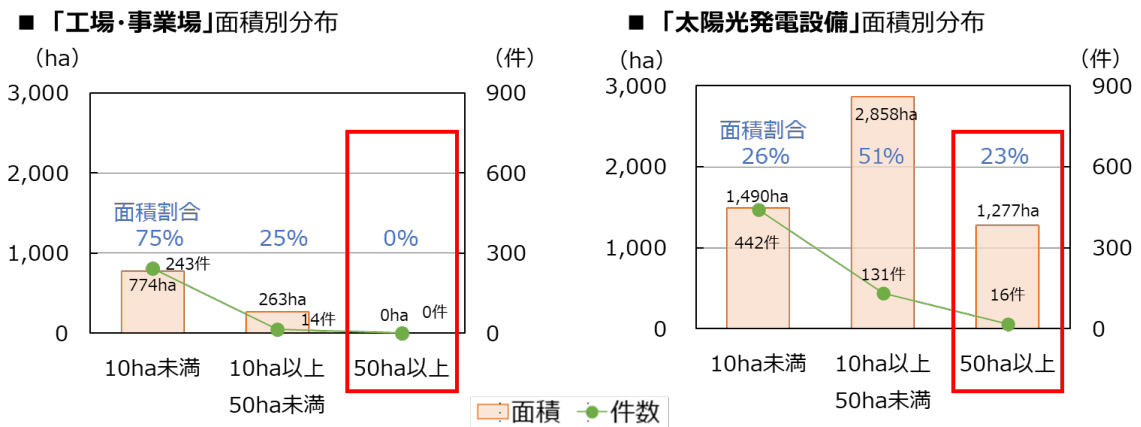 ■ 「工場・事業場」面積別分布
(ha)
(件)
3,000
2,000
1,000
0
900
600
300
0
面積割合
75%
25%
0%
243件
774ha
263ha
14件
0ha
0件
10ha未満
10ha以上
50ha未満
50ha以上
■ 「太陽光発電設備」面積別分布
(ha)
(件)
3,000
2,000
1,000
0
900
600
300
0
面積割合
26%
51%
23%
1,490ha
442件
2,858ha
131件
1,277ha
16件
10ha未満
10ha以上
50ha未満
50ha以上
面積
件数